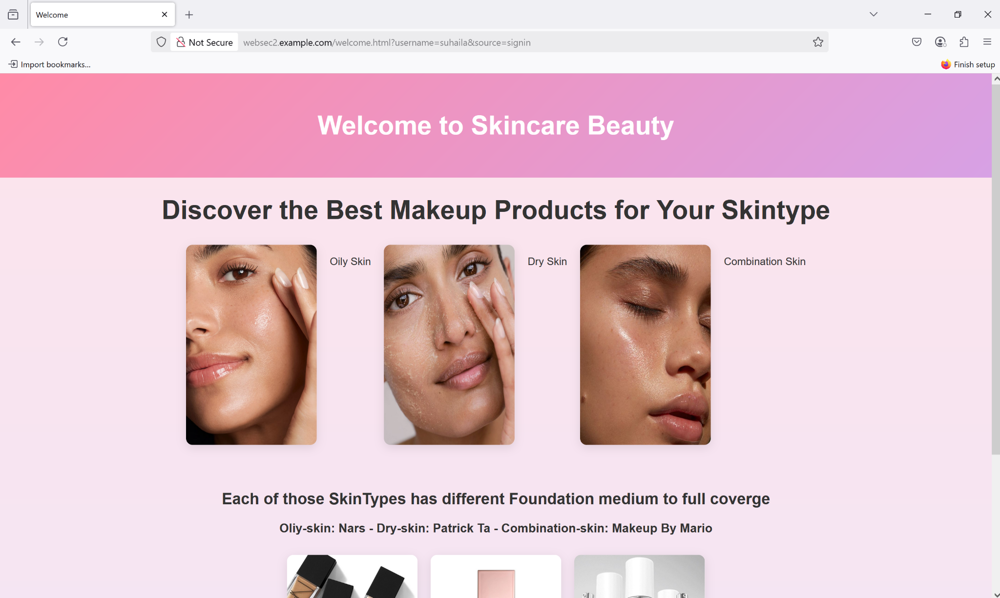 Welcome
Not Secure
websec2.example.com/welcome.html?username=suhaila&source=signin
Import bookmarks...
Finish setup
Welcome to Skincare Beauty
Discover the Best Makeup Products for Your Skintype
Oily Skin
Dry Skin
Combination Skin
Each of those SkinTypes has different Foundation medium to full coverge
Oliy-skin: Nars - Dry-skin: Patrick Ta - Combination-skin: Makeup By Mario